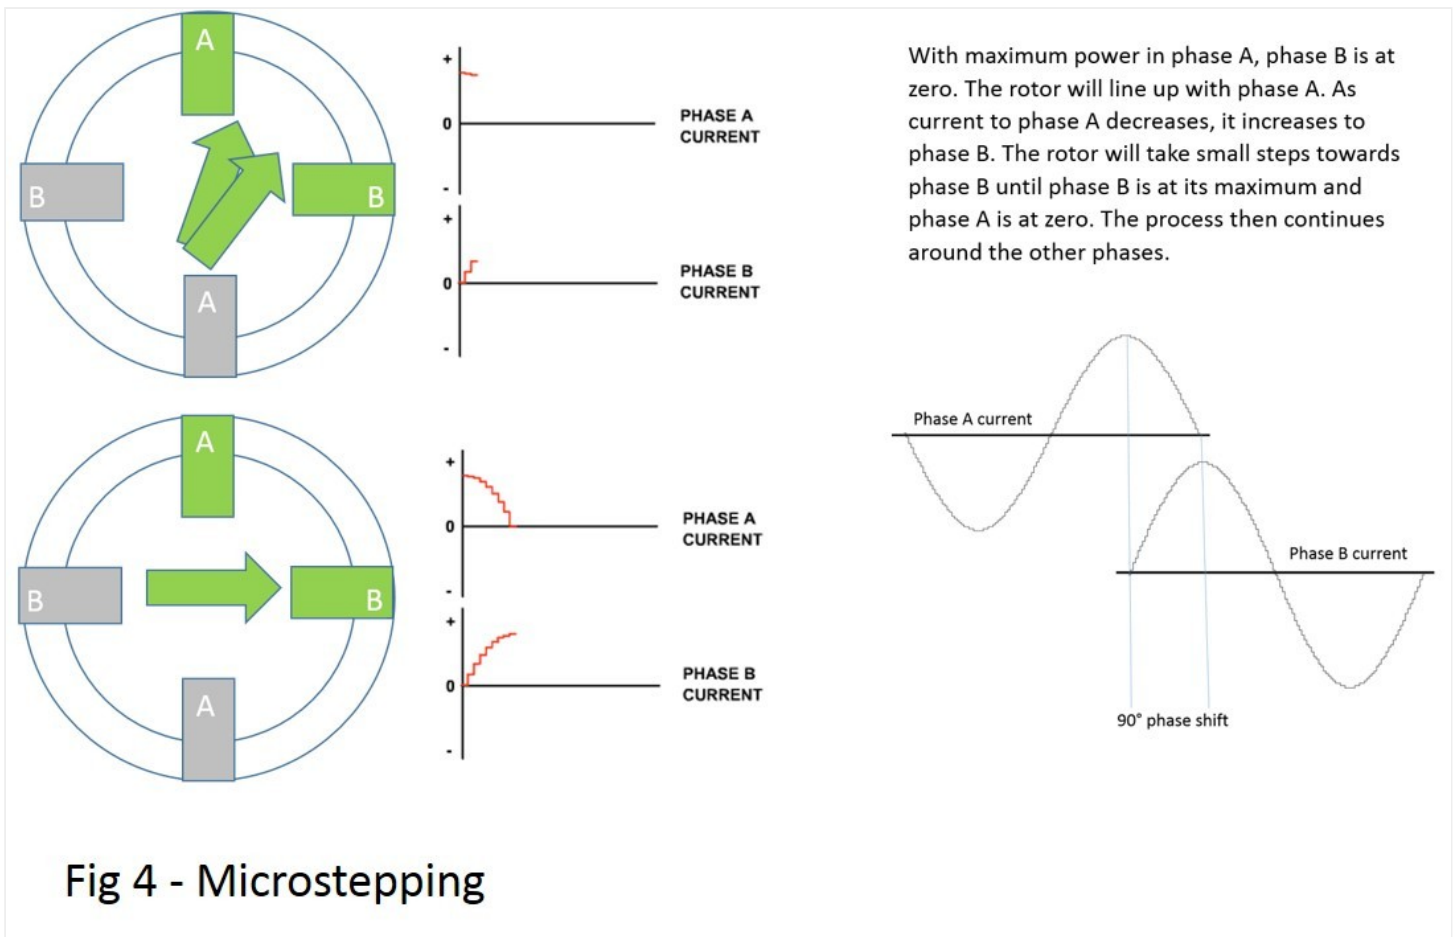 A
B
B
A
+
0
-
PHASE A
CURRENT
+
0
-
PHASE B
CURRENT
With maximum power in phase A, phase B is at
zero. The rotor will line up with phase A. As
current to phase A decreases, it increases to
phase B. The rotor will take small steps towards
phase B until phase B is at its maximum and
phase A is at zero. The process then continues
around the other phases.
A
B
B
A
+
0
-
PHASE A
CURRENT
+
0
-
PHASE B
CURRENT
Phase A current
Phase B current
90° phase shift
Fig 4 - Microstepping